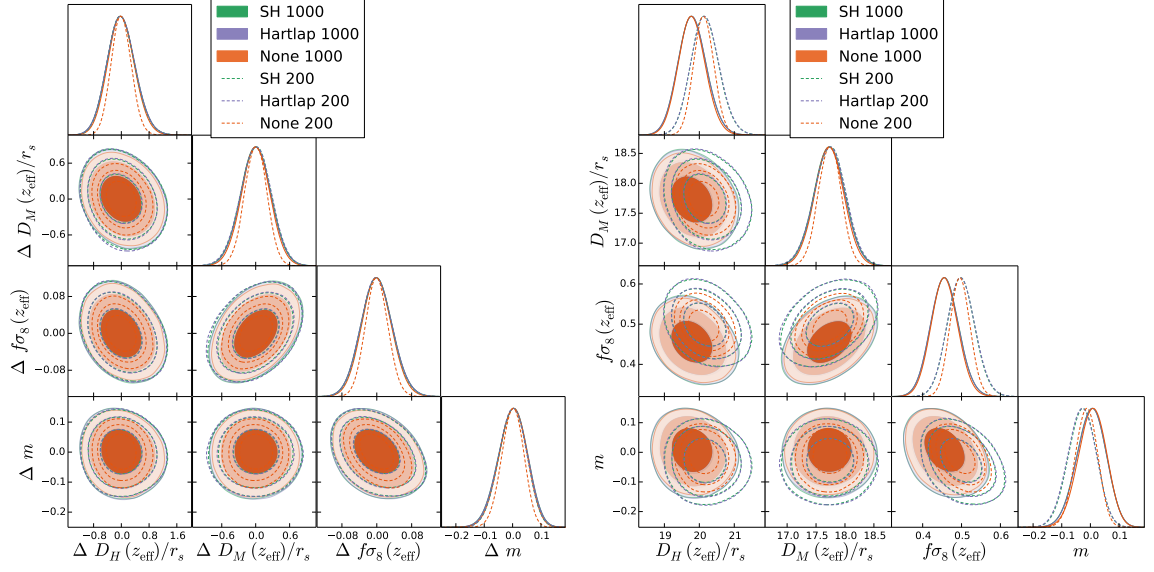 SH 1000
Hartlap 1000
None 1000
SH 200
Hartlap 200
None 200
Δ D_M(z_eff)/r_s
0.6
0.0
−0.6
Δ fσ_8(z_eff)
0.08
0.00
−0.08
Δ m
0.1
0.0
−0.1
−0.2
−0.8 0.0 0.8 1.6
−0.6 0.0 0.6
−0.08 0.00 0.08
−0.2 −0.1 0.0 0.1
Δ D_H(z_eff)/r_s
Δ D_M(z_eff)/r_s
Δ fσ_8(z_eff)
Δ m
SH 1000
Hartlap 1000
None 1000
SH 200
Hartlap 200
None 200
D_M(z_eff)/r_s
18.5
18.0
17.5
17.0
fσ_8(z_eff)
0.6
0.5
0.4
m
0.1
0.0
−0.1
−0.2
19 20 21
17.0 17.5 18.0 18.5
0.4 0.5 0.6
−0.2 −0.1 0.0 0.1
D_H(z_eff)/r_s
D_M(z_eff)/r_s
fσ_8(z_eff)
m